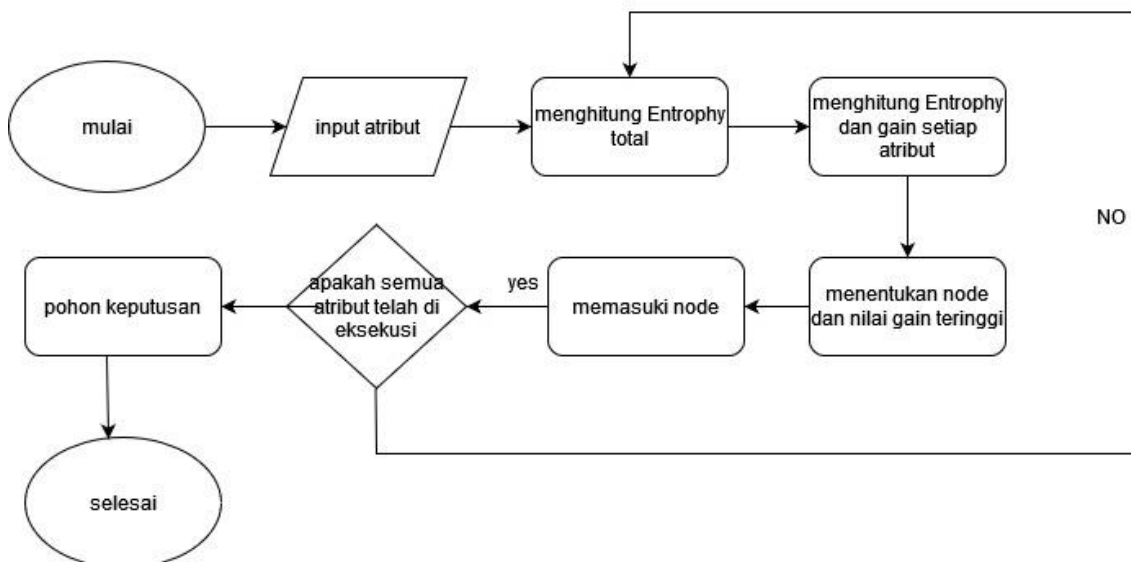 mulai
input atribut
menghitung Entrophy
total
menghitung Entrophy
dan gain setiap
atribut
NO
menentukan node
dan nilai gain teringgi
memasuki node
yes
apakah semua
atribut telah di
eksekusi
pohon keputusan
selesai